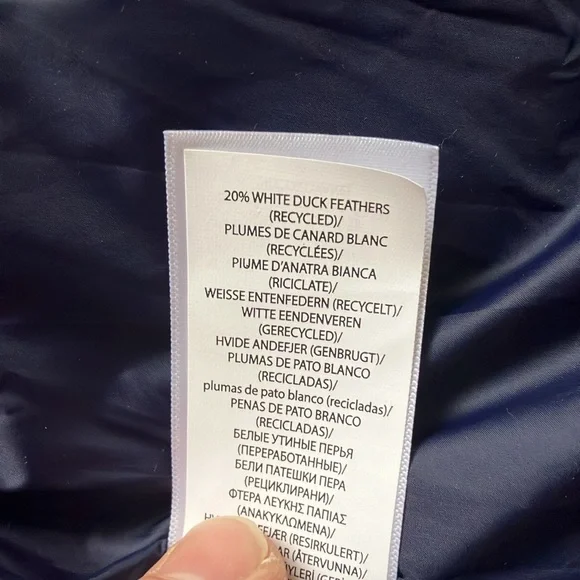 20% WHITE DUCK FEATHERS
(RECYCLED)/
PLUMES DE CANARD BLANC
(RECYCLÉES)/
PIUME D'ANATRA BIANCA
(RICICLATE)/
WEISSE ENTENFEDERN (RECYCELT)/
WITTE EENDENVEREN
(GERECYCLED)/
HVIDE ANDEFJER (GENBRUGT)/
PLUMAS DE PATO BLANCO
(RECICLADAS)/
plumas de pato blanco (recicladas)/
PENAS DE PATO BRANCO
(RECICLADAS)/
БЕЛЫЕ УТИНЫЕ ПЕРЬЯ
(ПЕРЕРАБОТАННЫЕ)/
БЕЛИ ПАТЕШКИ ПЕРА
(РЕЦИКЛИРАНИ)/
ΦΤΕΡΑ ΛΕΥΚΗΣ ΠΑΠΙΑΣ
(ΑΝΑΚΥΚΛΩΜΕΝΑ)/
(RESIRKULERT)/
(ÅTERVUNNA)/